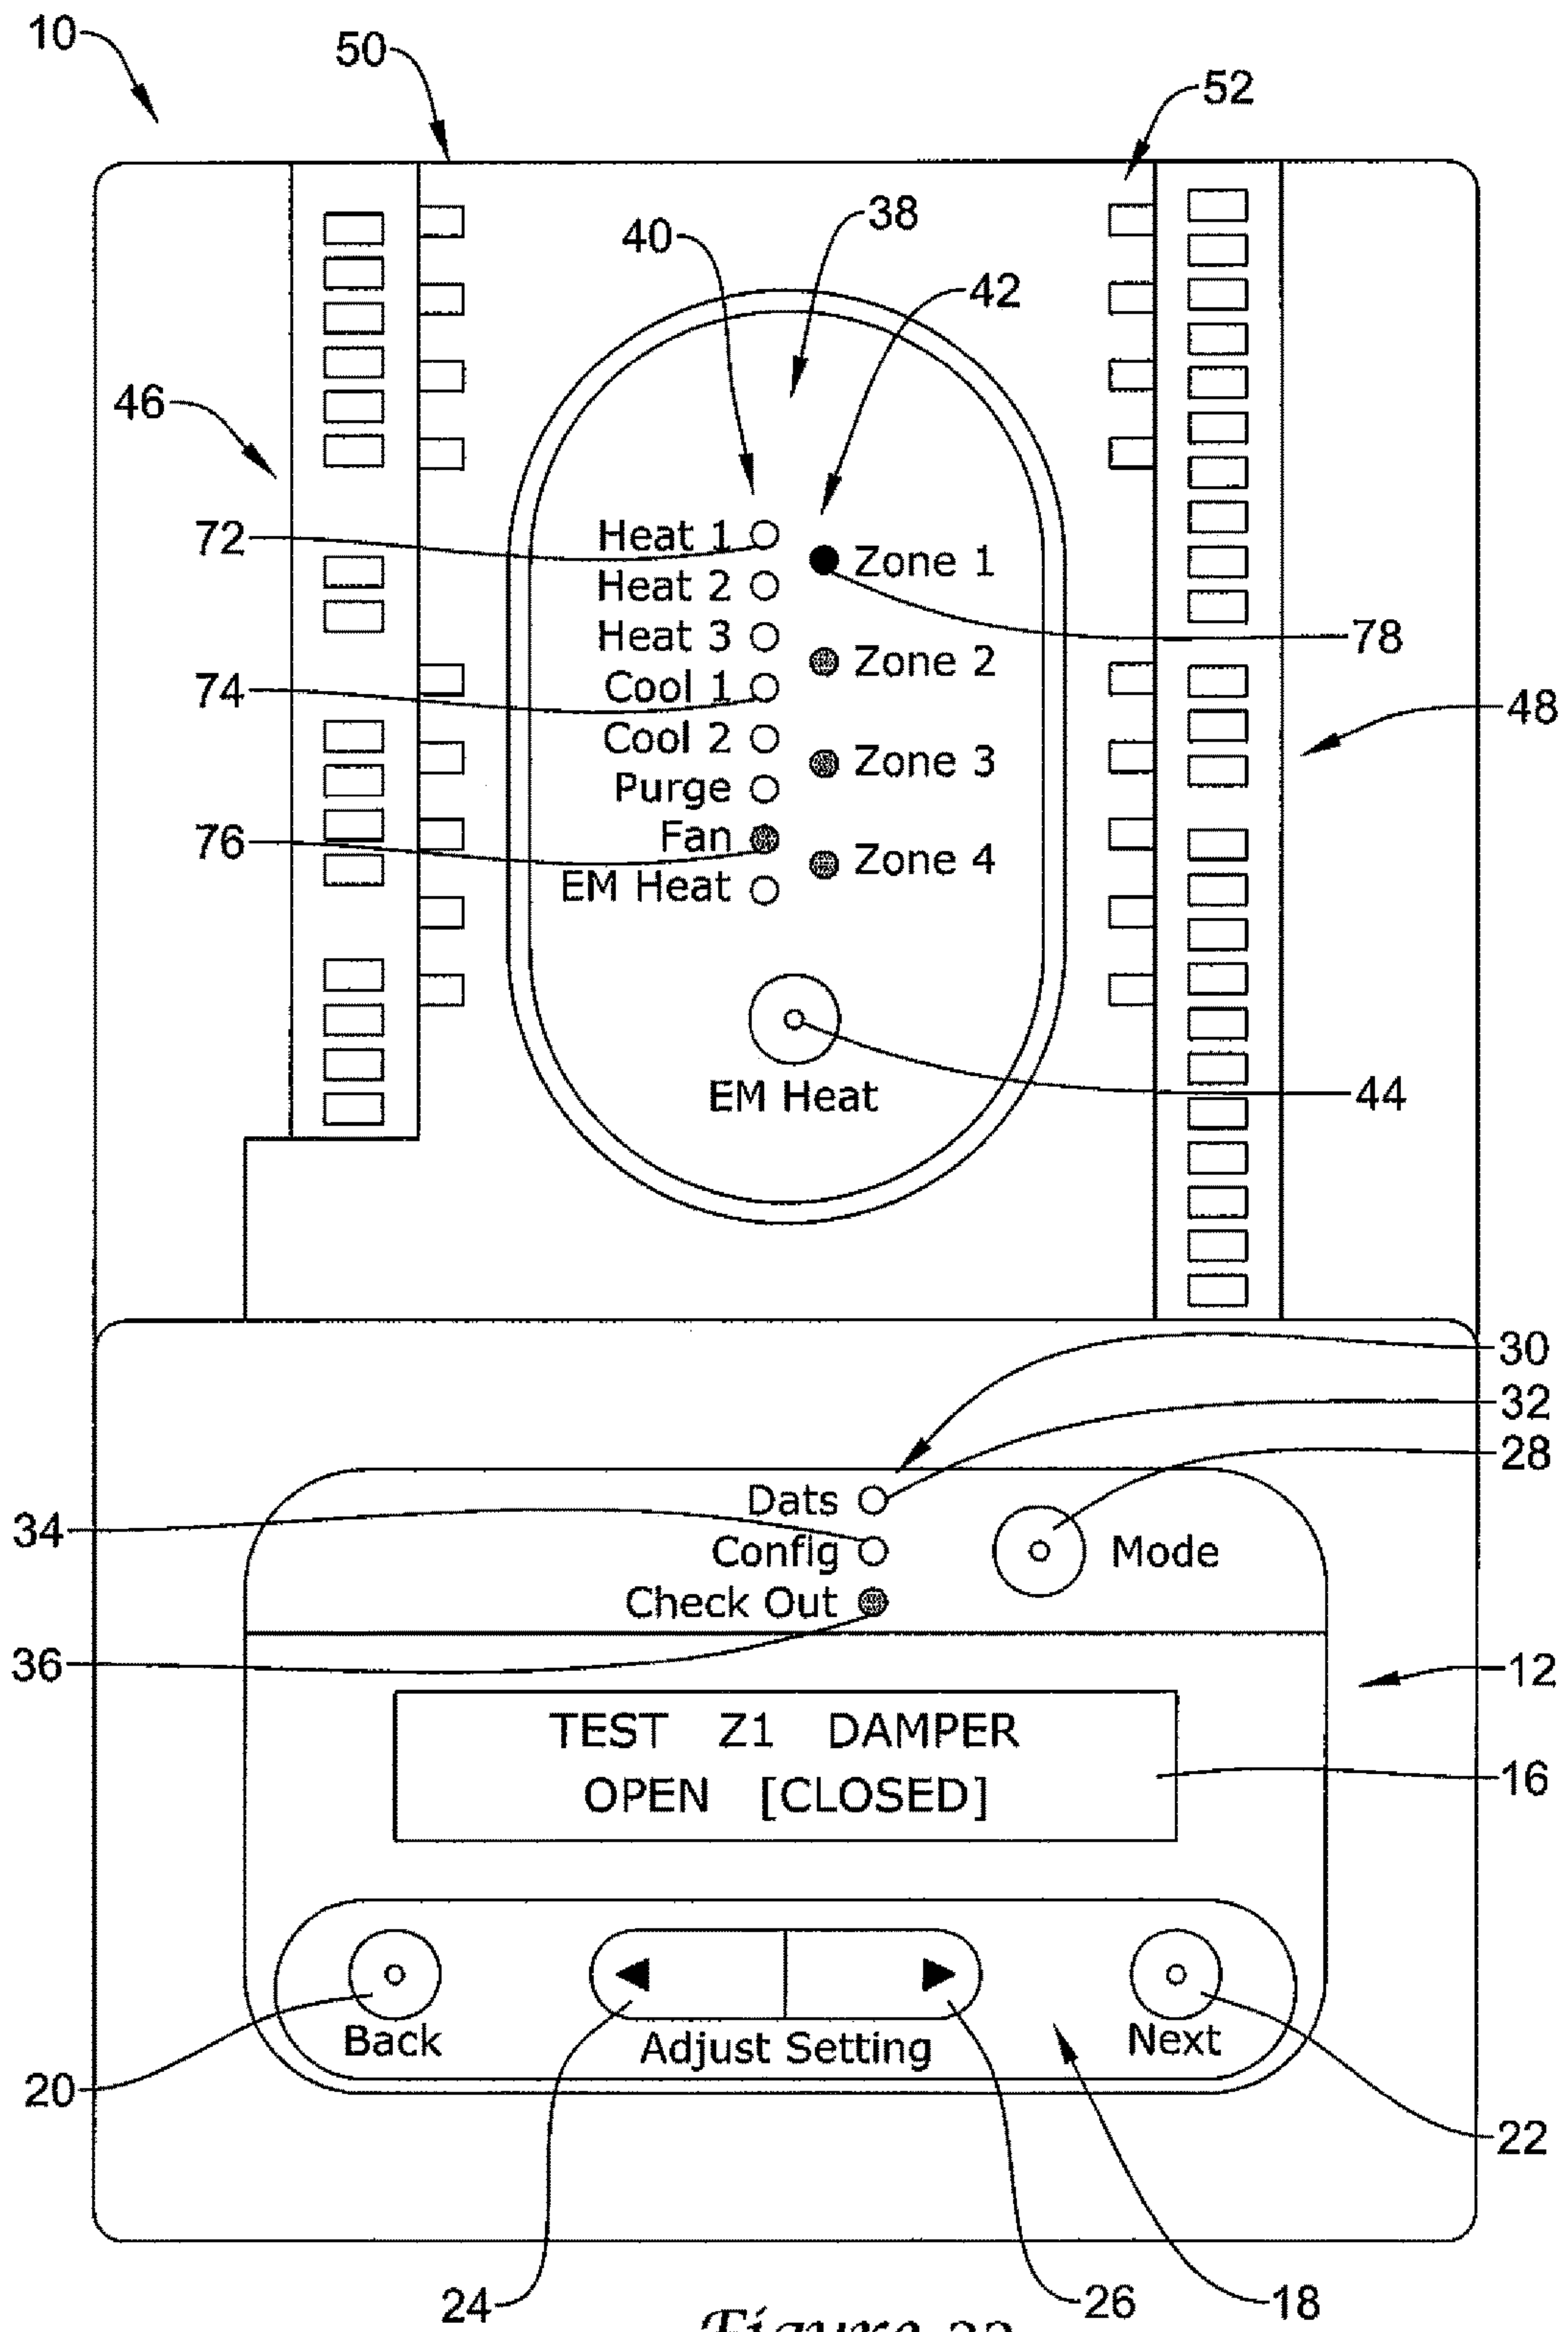 10
50
52
40
38
42
46
72
Heat 1
Heat 2
Heat 3
74
Cool 1
Cool 2
Purge
76
Fan
EM Heat
Zone 1
78
Zone 2
Zone 3
48
Zone 4
EM Heat
44
30
32
28
Dats
34
Config
Mode
Check Out
36
12
TEST Z1 DAMPER
OPEN [CLOSED]
16
Back
Adjust Setting
Next
20
22
24
26
18
Figure